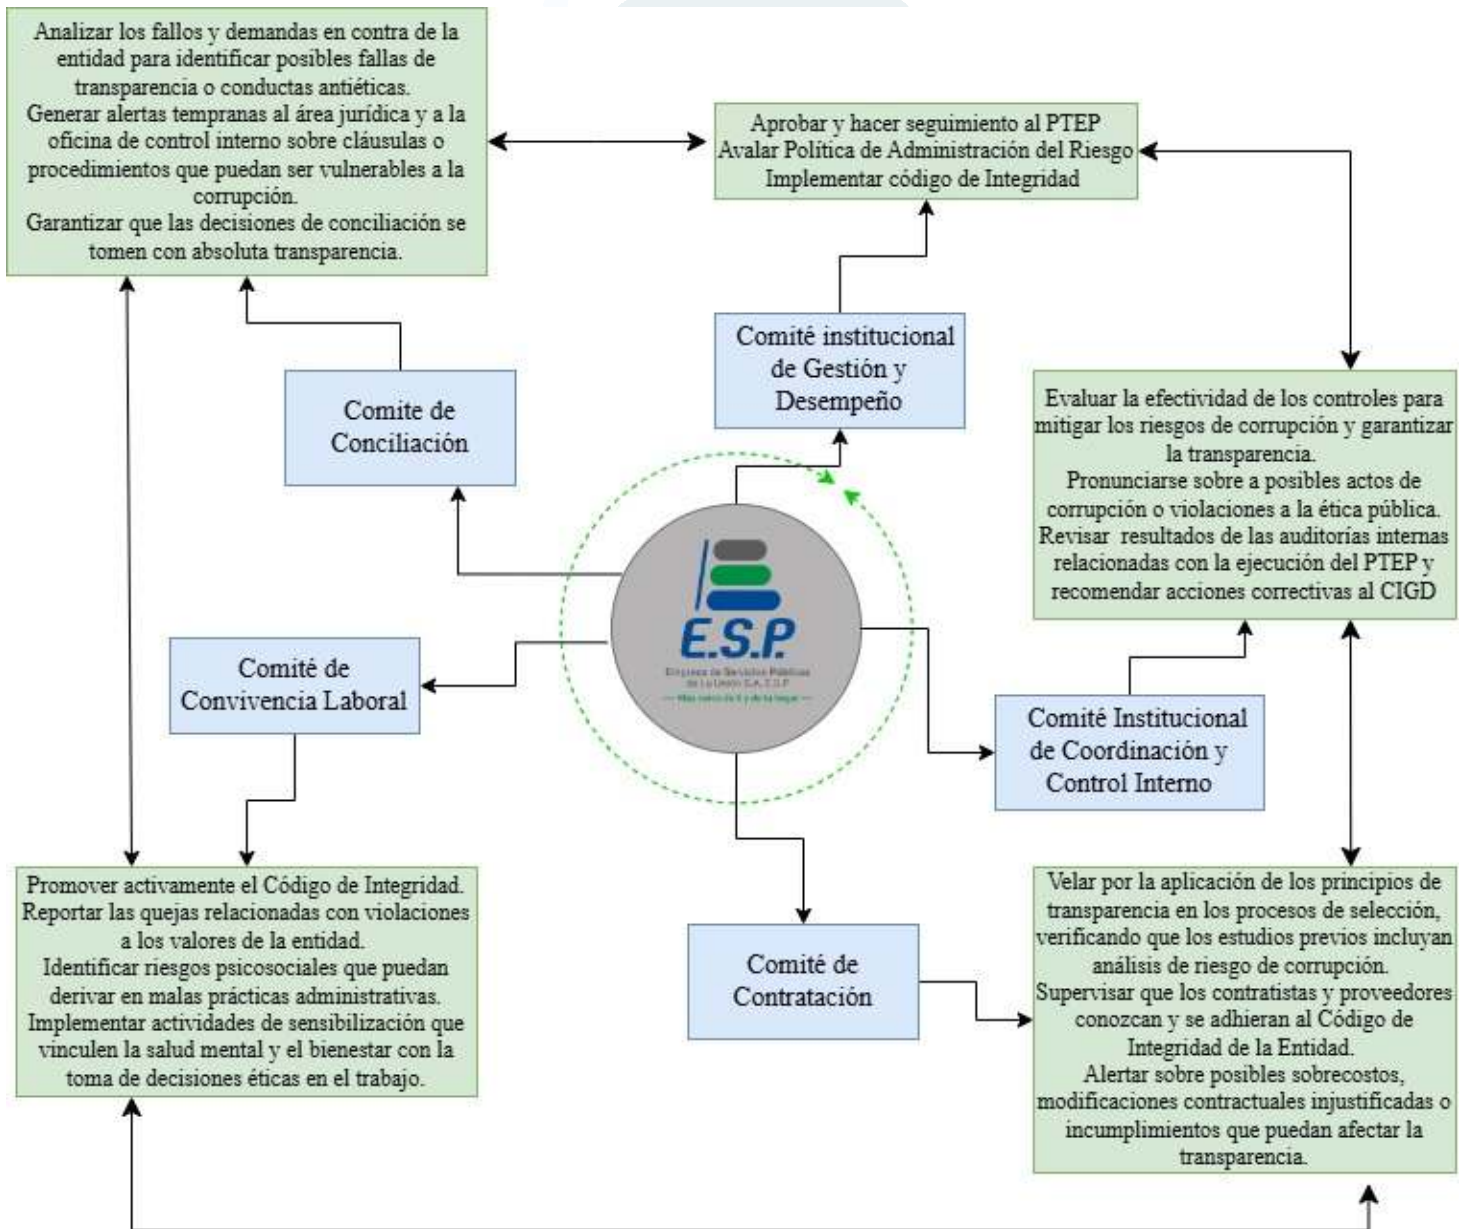 Analizar los fallos y demandas en contra de la
entidad para identificar posibles fallas de
transparencia o conductas antiéticas.
Generar alertas tempranas al área jurídica y a la
oficina de control interno sobre cláusulas o
procedimientos que puedan ser vulnerables a la
corrupción.
Garantizar que las decisiones de conciliación se
tomen con absoluta transparencia.
Aprobar y hacer seguimiento al PTEP
Avalar Política de Administración del Riesgo
Implementar código de Integridad
Comité institucional
de Gestión y
Desempeño
Comite de
Conciliación
Evaluar la efectividad de los controles para
mitigar los riesgos de corrupción y garantizar
la transparencia.
Pronunciarse sobre a posibles actos de
corrupción o violaciones a la ética pública.
Revisar resultados de las auditorías internas
relacionadas con la ejecución del PTEP y
recomendar acciones correctivas al CIGD
E.S.P.
Empresa de Servicios Públicos
de La Unión S.A. E.S.P
Comité de
Convivencia Laboral
Comité Institucional
de Coordinación y
Control Interno
Promover activamente el Código de Integridad.
Reportar las quejas relacionadas con violaciones
a los valores de la entidad.
Identificar riesgos psicosociales que puedan
derivar en malas prácticas administrativas.
Implementar actividades de sensibilización que
vinculen la salud mental y el bienestar con la
toma de decisiones éticas en el trabajo.
Comité de
Contratación
Velar por la aplicación de los principios de
transparencia en los procesos de selección,
verificando que los estudios previos incluyan
análisis de riesgo de corrupción.
Supervisar que los contratistas y proveedores
conozcan y se adhieran al Código de
Integridad de la Entidad.
Alertar sobre posibles sobrecostos,
modificaciones contractuales injustificadas o
incumplimientos que puedan afectar la
transparencia.